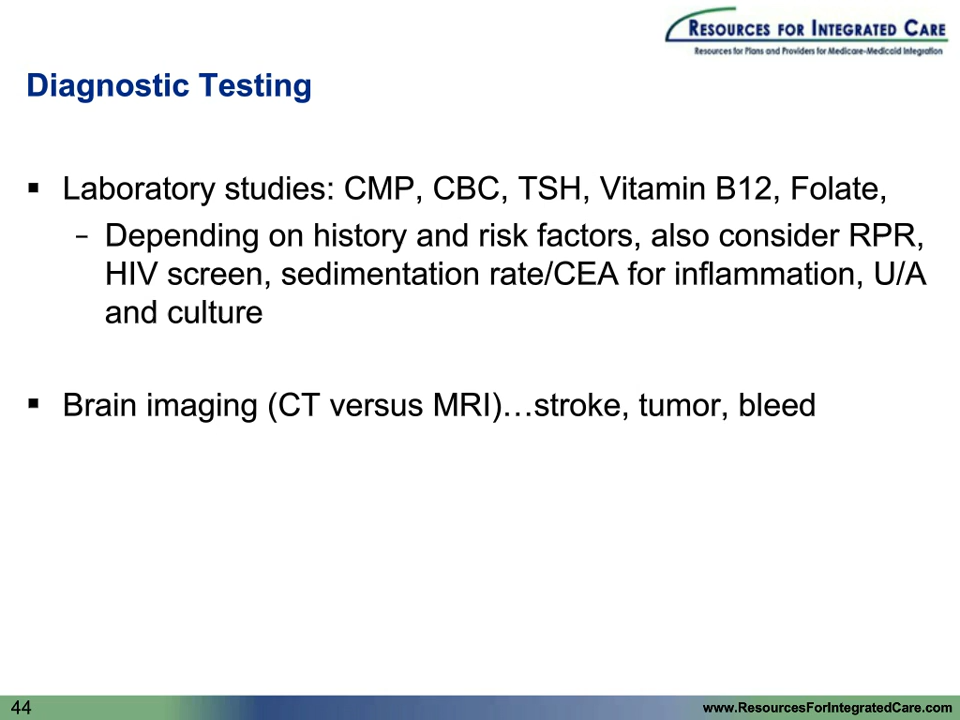 RESOURCES FOR INTEGRATED CARE
Resources for Plans and Providers for Medicare-Medicaid Integration
Diagnostic Testing
▪ Laboratory studies: CMP, CBC, TSH, Vitamin B12, Folate,
– Depending on history and risk factors, also consider RPR,
HIV screen, sedimentation rate/CEA for inflammation, U/A
and culture
▪ Brain imaging (CT versus MRI)…stroke, tumor, bleed
44
www.ResourcesForIntegratedCare.com